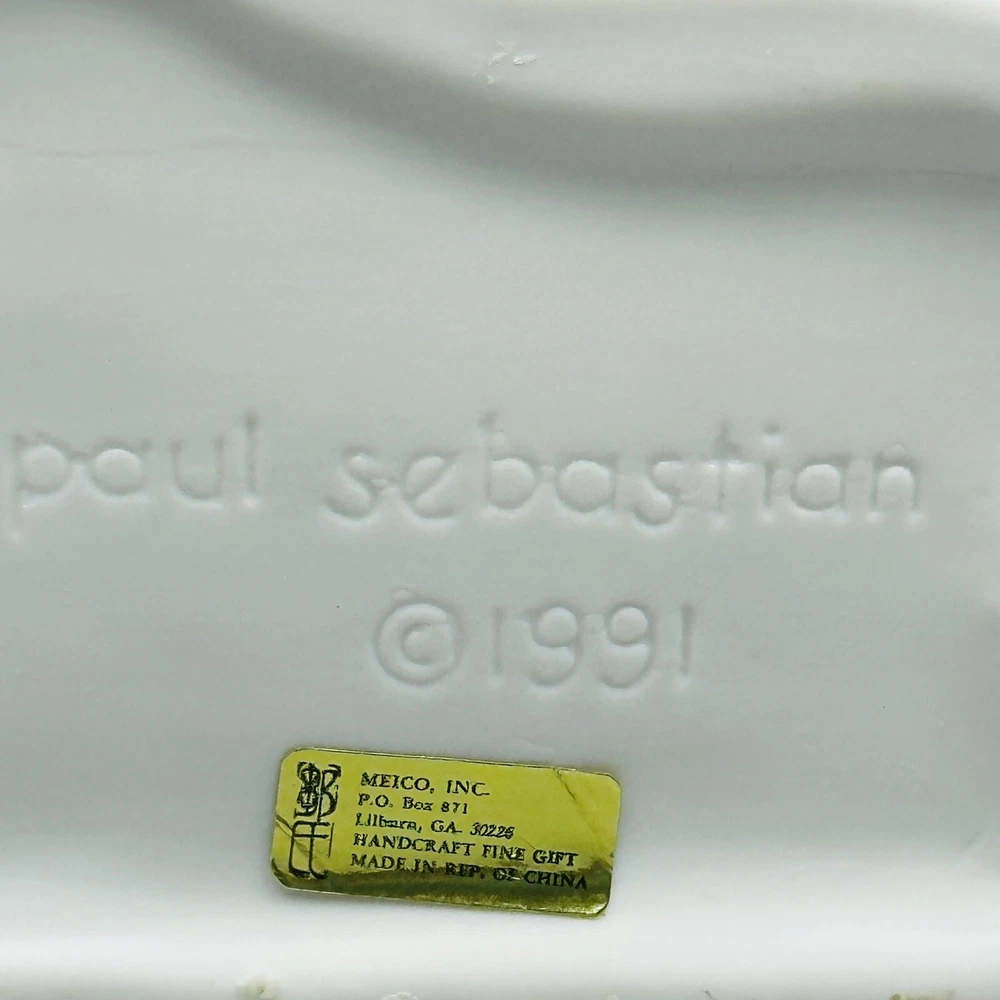 paul sebastian
©1991
MEICO, INC.
P.O. Box 871
Lilburn, GA. 30226
HANDCRAFT FINE GIFT
MADE IN REP. OF CHINA